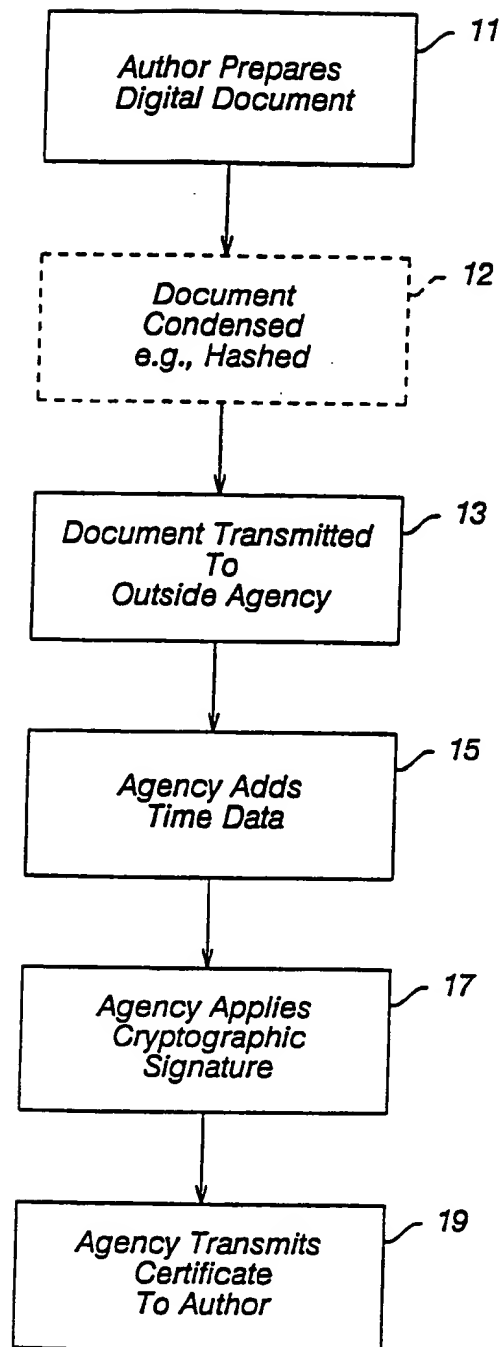 11
Author Prepares
Digital Document
12
Document
Condensed
e.g., Hashed
13
Document Transmitted
To
Outside Agency
15
Agency Adds
Time Data
17
Agency Applies
Cryptographic
Signature
19
Agency Transmits
Certificate
To Author